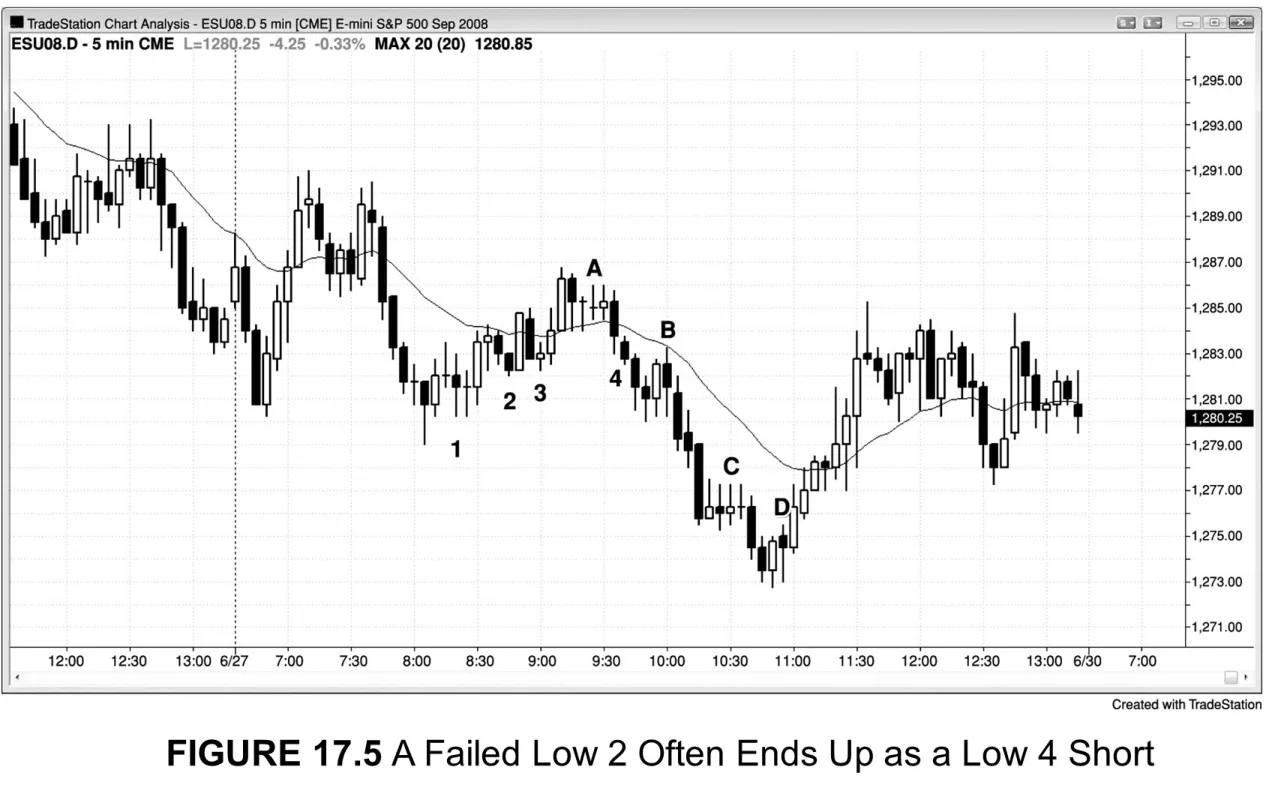 TradeStation Chart Analysis - ESU08.D 5 min [CME] E-mini S&P 500 Sep 2008
ESU08.D - 5 min CME L=1280.25 -4.25 -0.33% MAX 20 (20) 1280.85
1,295.00
1,293.00
1,291.00
1,289.00
1,287.00
A
1,285.00
B
1,283.00
4
2
3
1,281.00
1,280.25
1
1,279.00
C
1,277.00
D
1,275.00
1,273.00
1,271.00
12:00 12:30 13:00 6/27 7:00 7:30 8:00 8:30 9:00 9:30 10:00 10:30 11:00 11:30 12:00 12:30 13:00 6/30 7:00
Created with TradeStation
FIGURE 17.5 A Failed Low 2 Often Ends Up as a Low 4 Short